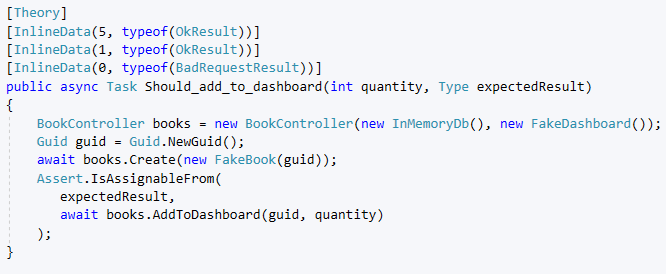 [Theory]
[InlineData(5, typeof(OkResult))]
[InlineData(1, typeof(OkResult))]
[InlineData(0, typeof(BadRequestResult))]
public async Task Should_add_to_dashboard(int quantity, Type expectedResult)
{
    BookController books = new BookController(new InMemoryDb(), new FakeDashboard());
    Guid guid = Guid.NewGuid();
    await books.Create(new FakeBook(guid));
    Assert.IsAssignableFrom(
       expectedResult,
       await books.AddToDashboard(guid, quantity)
    );
}